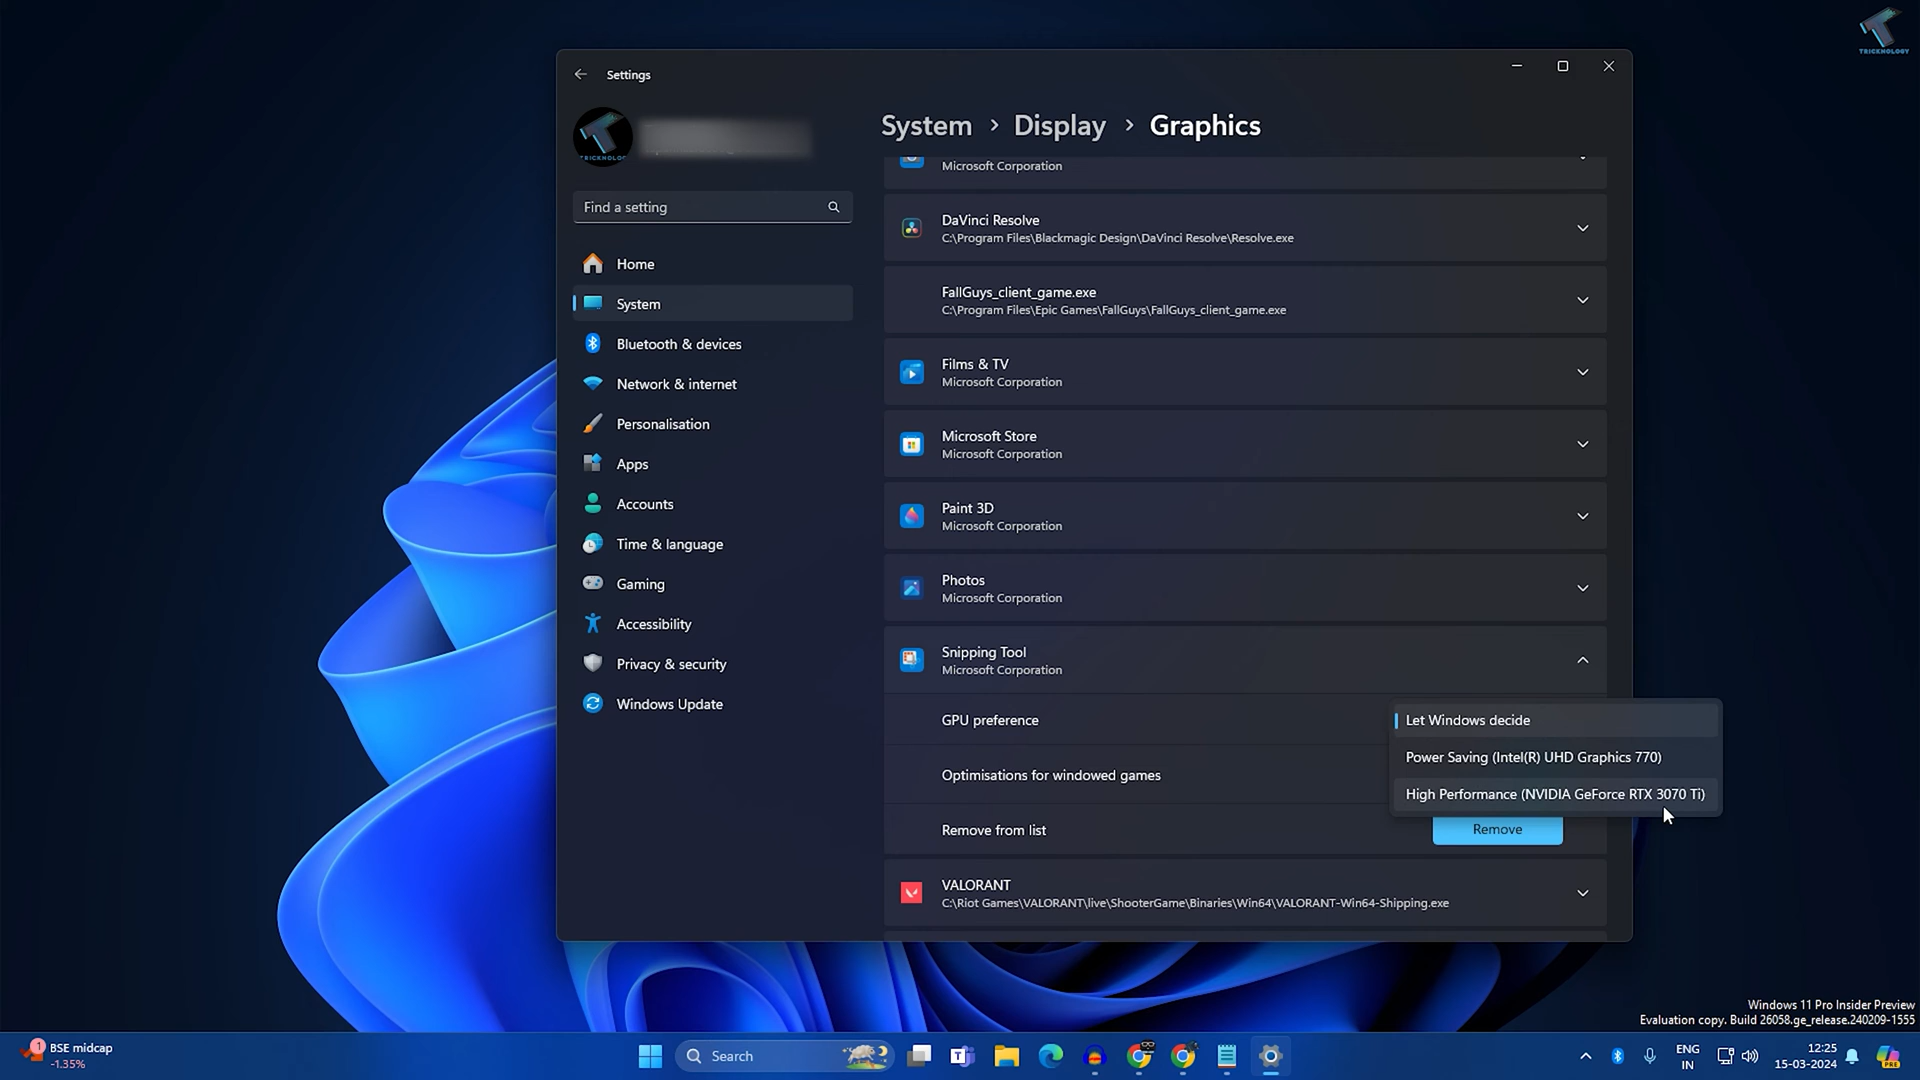 TRICKNOLOGY
Settings
System > Display > Graphics
Find a setting
Home
System
Bluetooth & devices
Network & internet
Personalisation
Apps
Accounts
Time & language
Gaming
Accessibility
Privacy & security
Windows Update
Microsoft Corporation
DaVinci Resolve
C:\Program Files\Blackmagic Design\DaVinci Resolve\Resolve.exe
FallGuys_client_game.exe
C:\Program Files\Epic Games\FallGuys\FallGuys_client_game.exe
Films & TV
Microsoft Corporation
Microsoft Store
Microsoft Corporation
Paint 3D
Microsoft Corporation
Photos
Microsoft Corporation
Snipping Tool
Microsoft Corporation
GPU preference
Let Windows decide
Power Saving (Intel(R) UHD Graphics 770)
High Performance (NVIDIA GeForce RTX 3070 Ti)
Optimisations for windowed games
Remove from list
Remove
VALORANT
C:\Riot Games\VALORANT\live\ShooterGame\Binaries\Win64\VALORANT-Win64-Shipping.exe
Windows 11 Pro Insider Preview
Evaluation copy. Build 26058.ge_release.240209-1555
1
BSE midcap
-1.35%
Search
ENG
IN
12:25
15-03-2024
PRE